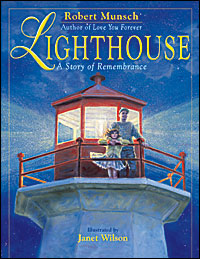 Robert Munsch
Author of Love You Forever
LIGHTHOUSE
A Story of Remembrance
Illustrated by
Janet Wilson